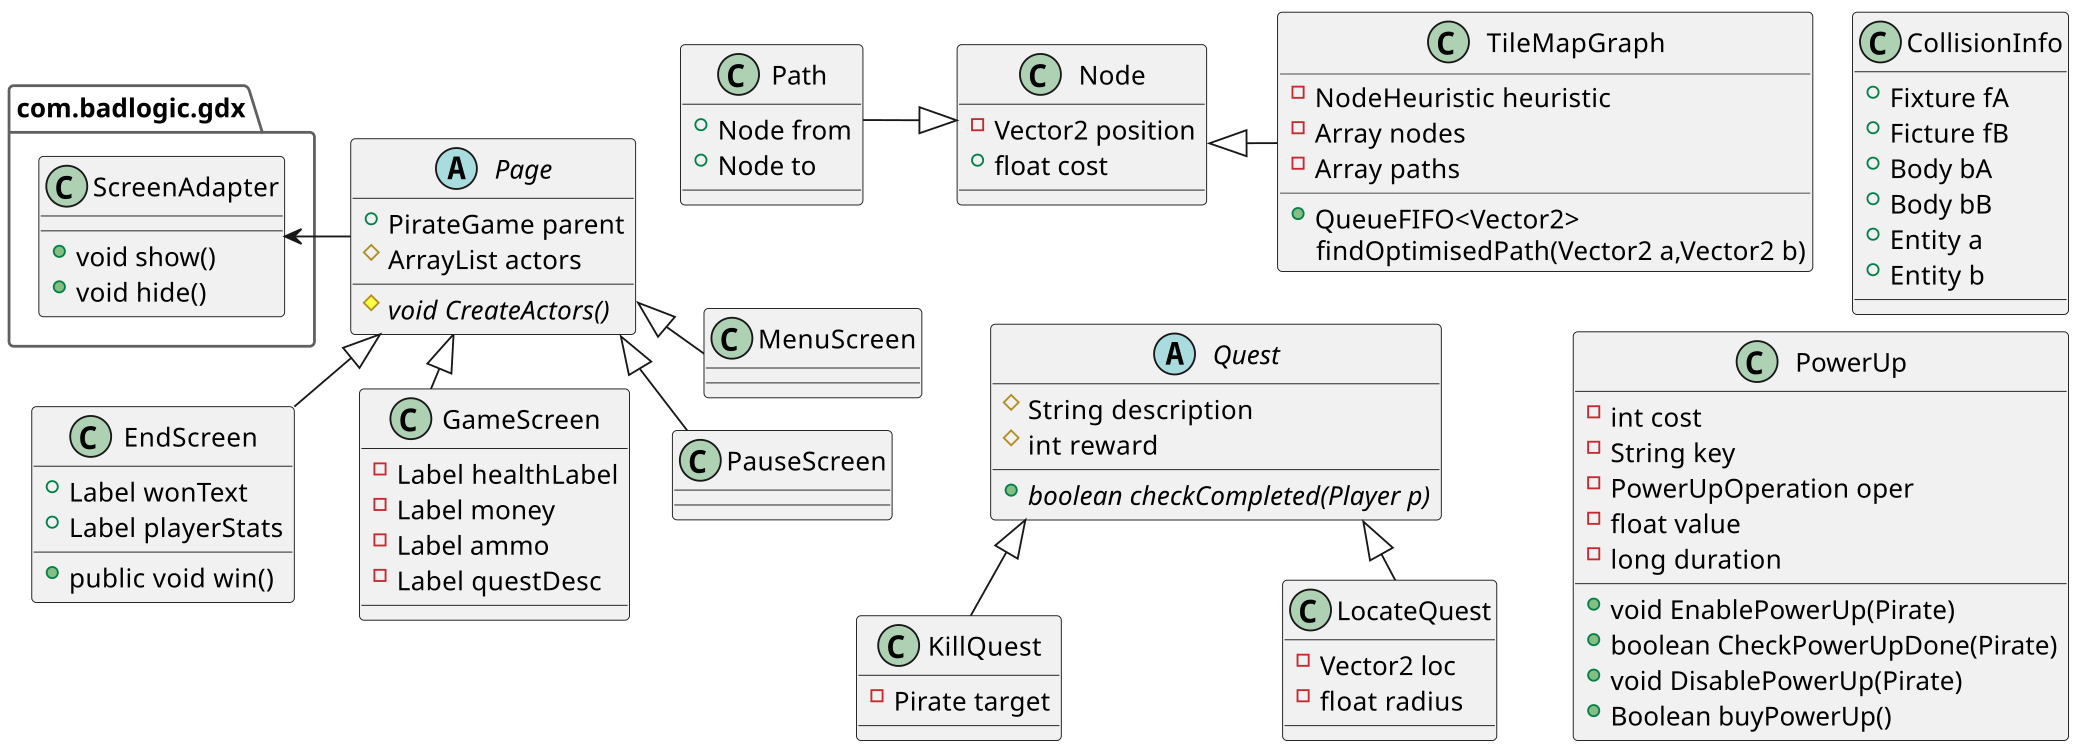 com.badlogic.gdx
C ScreenAdapter
void show()
void hide()
A Page
PirateGame parent
ArrayList actors
void CreateActors()
C Path
Node from
Node to
C Node
Vector2 position
float cost
C TileMapGraph
NodeHeuristic heuristic
Array nodes
Array paths
QueueFIFO<Vector2>
findOptimisedPath(Vector2 a,Vector2 b)
C CollisionInfo
Fixture fA
Ficture fB
Body bA
Body bB
Entity a
Entity b
C EndScreen
Label wonText
Label playerStats
public void win()
C GameScreen
Label healthLabel
Label money
Label ammo
Label questDesc
C PauseScreen
C MenuScreen
A Quest
String description
int reward
boolean checkCompleted(Player p)
C KillQuest
Pirate target
C LocateQuest
Vector2 loc
float radius
C PowerUp
int cost
String key
PowerUpOperation oper
float value
long duration
void EnablePowerUp(Pirate)
boolean CheckPowerUpDone(Pirate)
void DisablePowerUp(Pirate)
Boolean buyPowerUp()